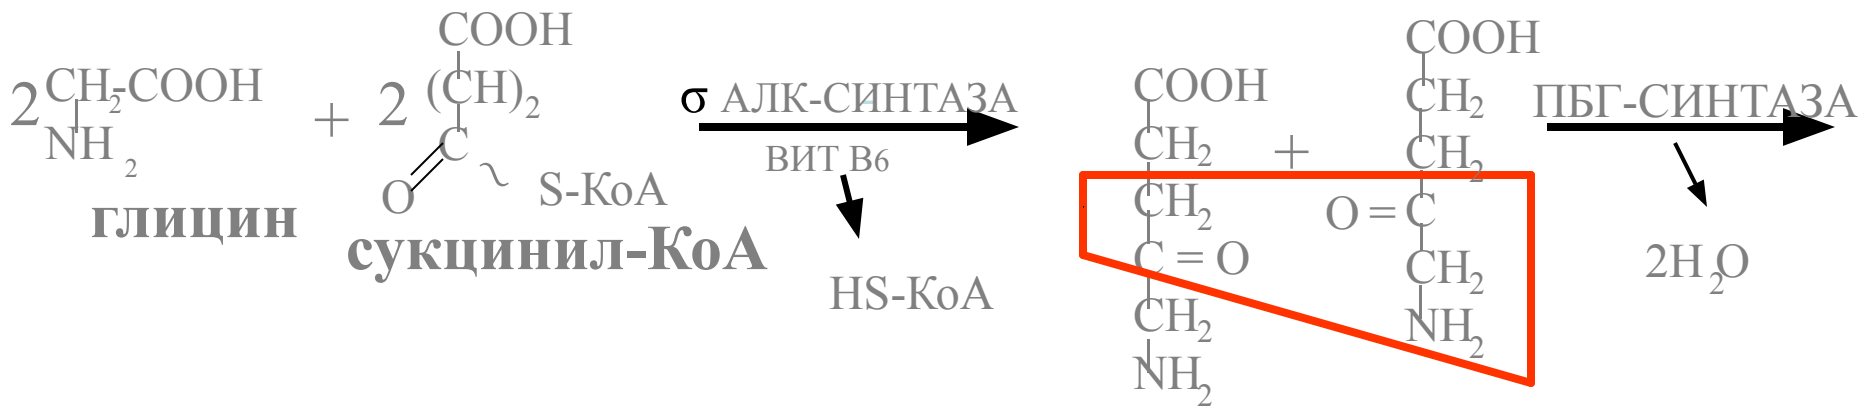 2 CH2-COOH
NH2
глицин
+
2
COOH
(CH)2
C
O
S-КоА
сукцинил-КоА
σ АЛК-СИНТАЗА
ВИТ В6
HS-КоА
COOH
CH2
CH2
C = O
CH2
NH2
+
COOH
CH2
CH2
O = C
CH2
NH2
ПБГ-СИНТАЗА
2H2O